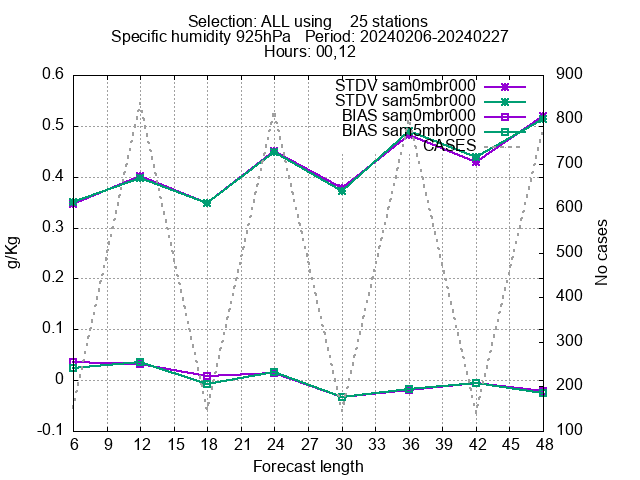 Selection: ALL using    25 stations
Specific humidity 925hPa   Period: 20240206-20240227
Hours: 00,12
STDV sam0mbr000
STDV sam5mbr000
BIAS sam0mbr000
BIAS sam5mbr000
CASES
g/Kg
0.6
0.5
0.4
0.3
0.2
0.1
0
-0.1
900
800
700
600
500
400
300
200
100
No cases
6 9 12 15 18 21 24 27 30 33 36 39 42 45 48
Forecast length